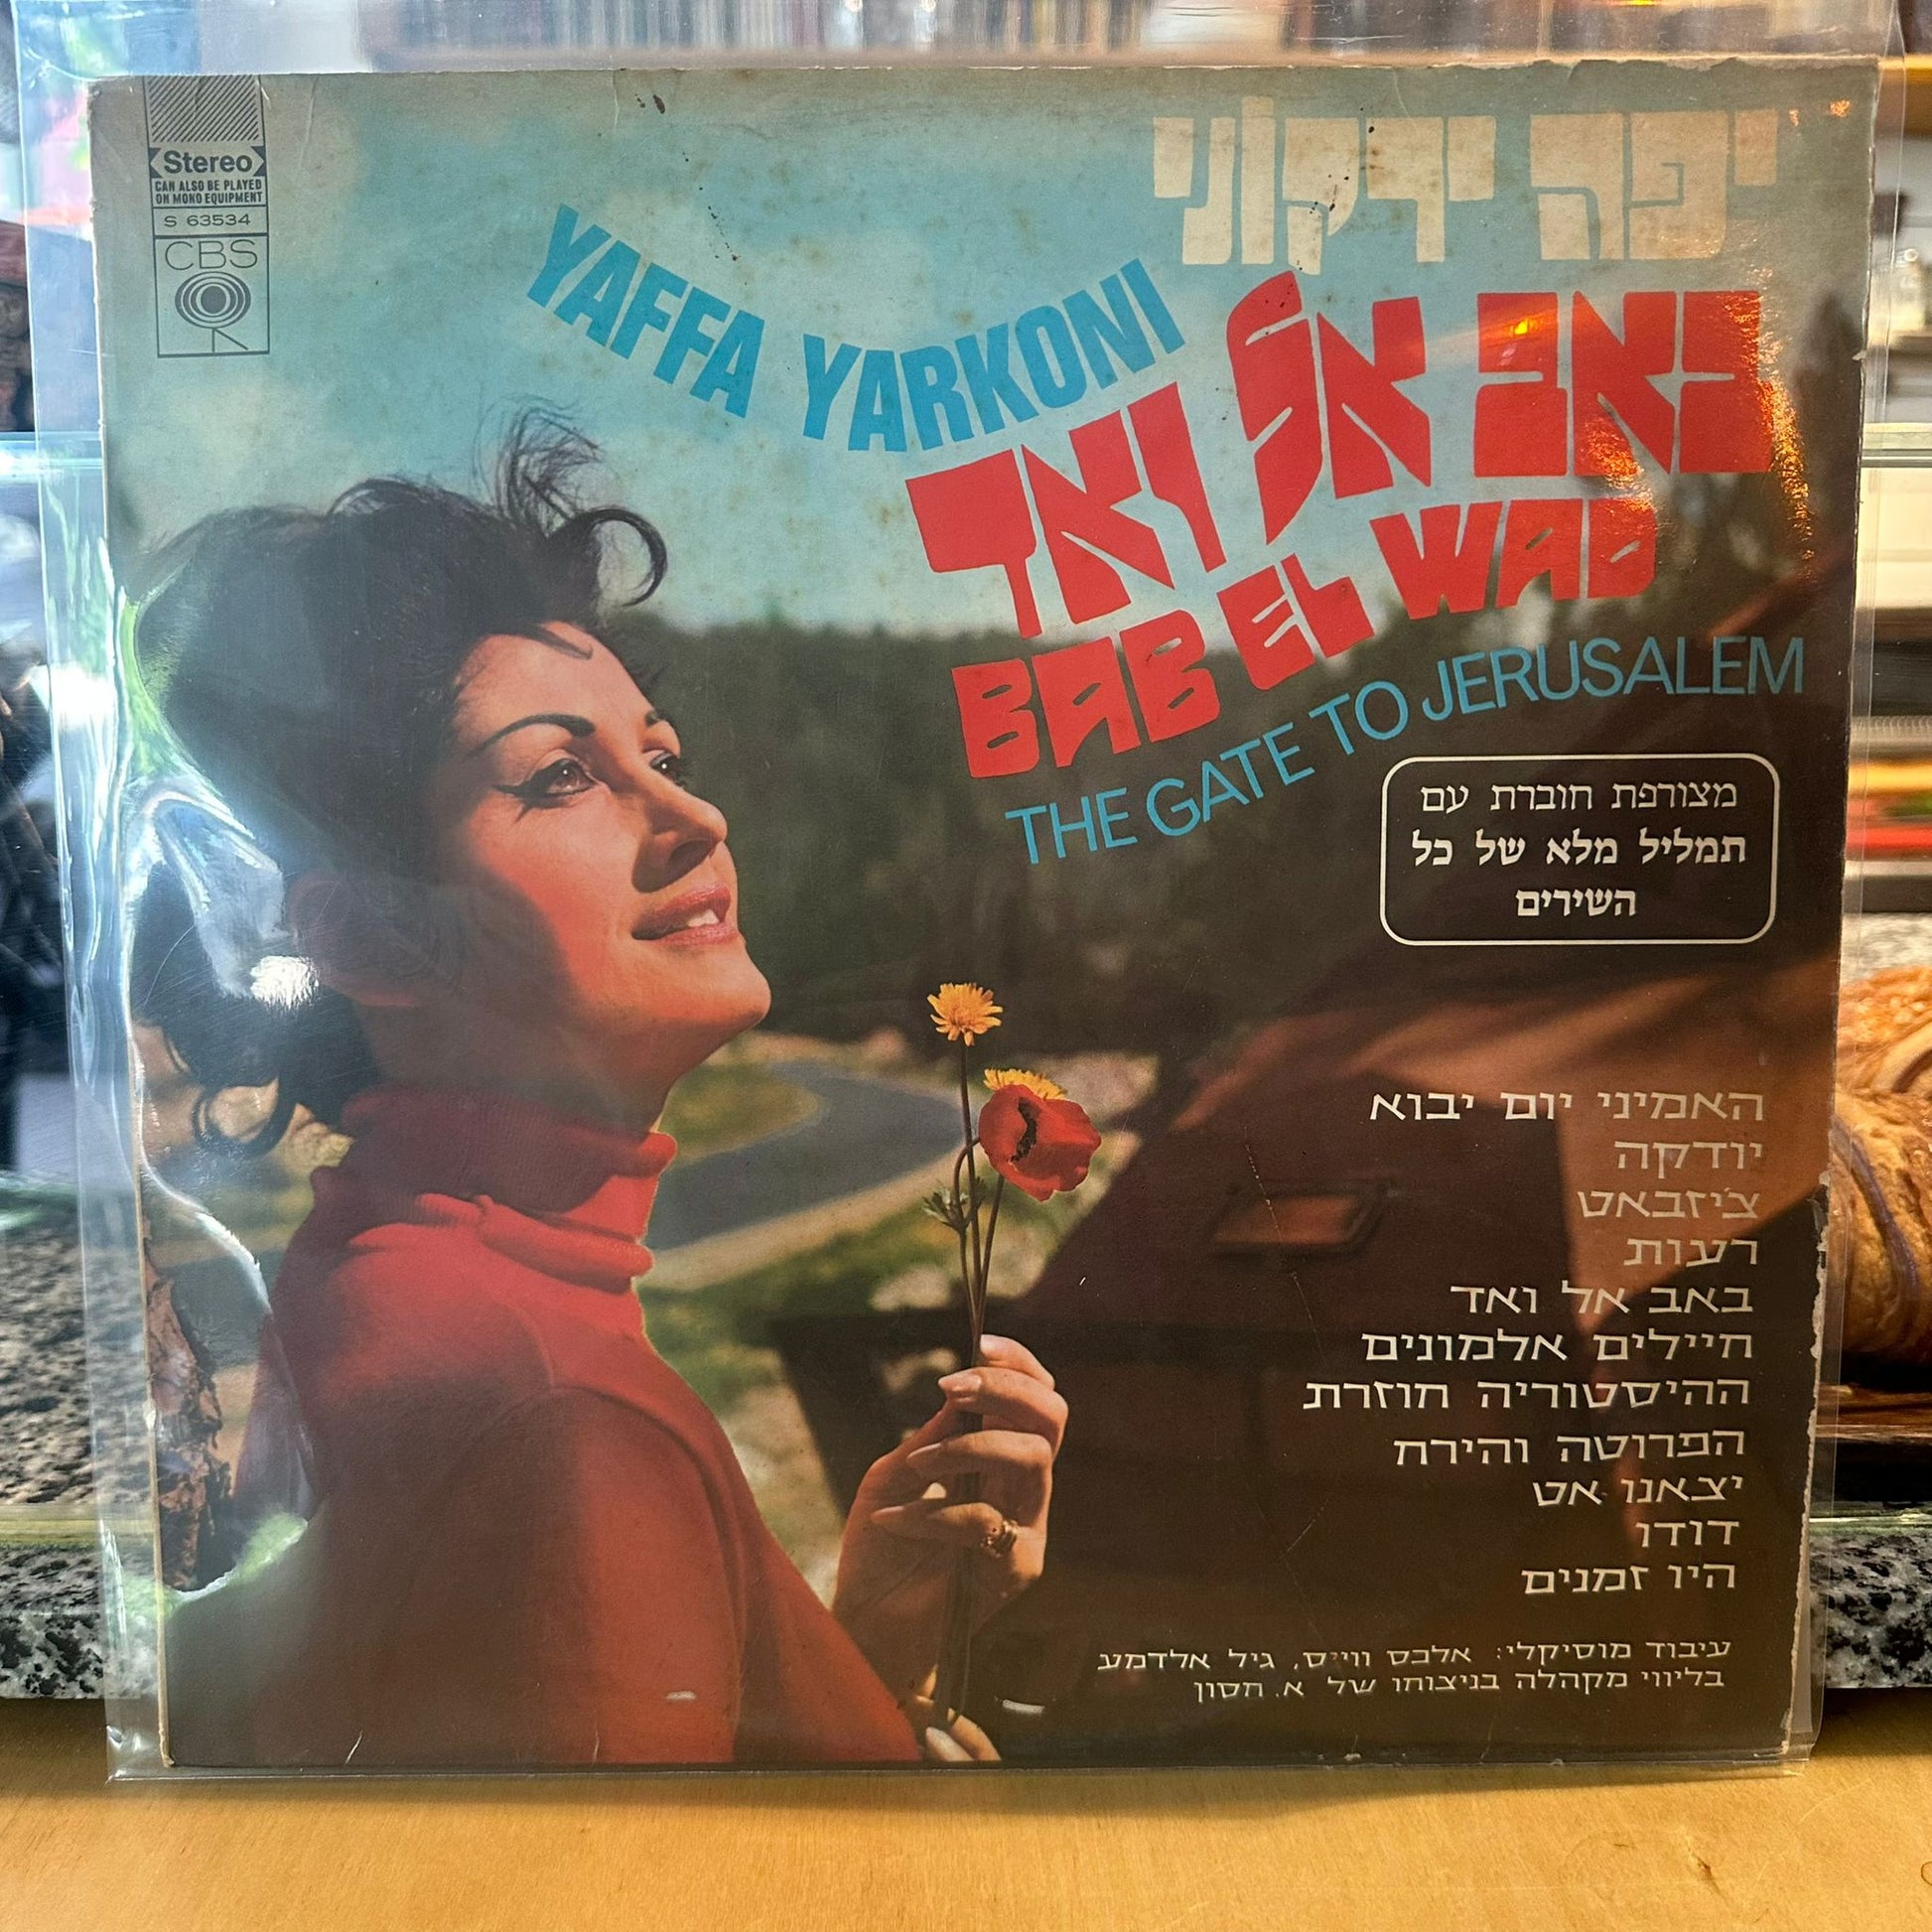 Stereo
CAN ALSO BE PLAYED
ON MONO EQUIPMENT
S 63534
CBS
יפה ירקוני
YAFFA YARKONI
באב אל ואד
BAB EL WAD
THE GATE TO JERUSALEM
מצורפת חוברת עם
תמליל מלא של כל
השירים
האמיני יום יבוא
יודקה
צ'יזבאט
רעות
באב אל ואד
חיילים אלמונים
ההיסטוריה חוזרת
הפרוטה והירח
יצאנו אט
דודו
היו זמנים
עיבוד מוסיקלי: אלכס ווייס, גיל אלדמע
בליווי מקהלה בניצוחו של א. חסון